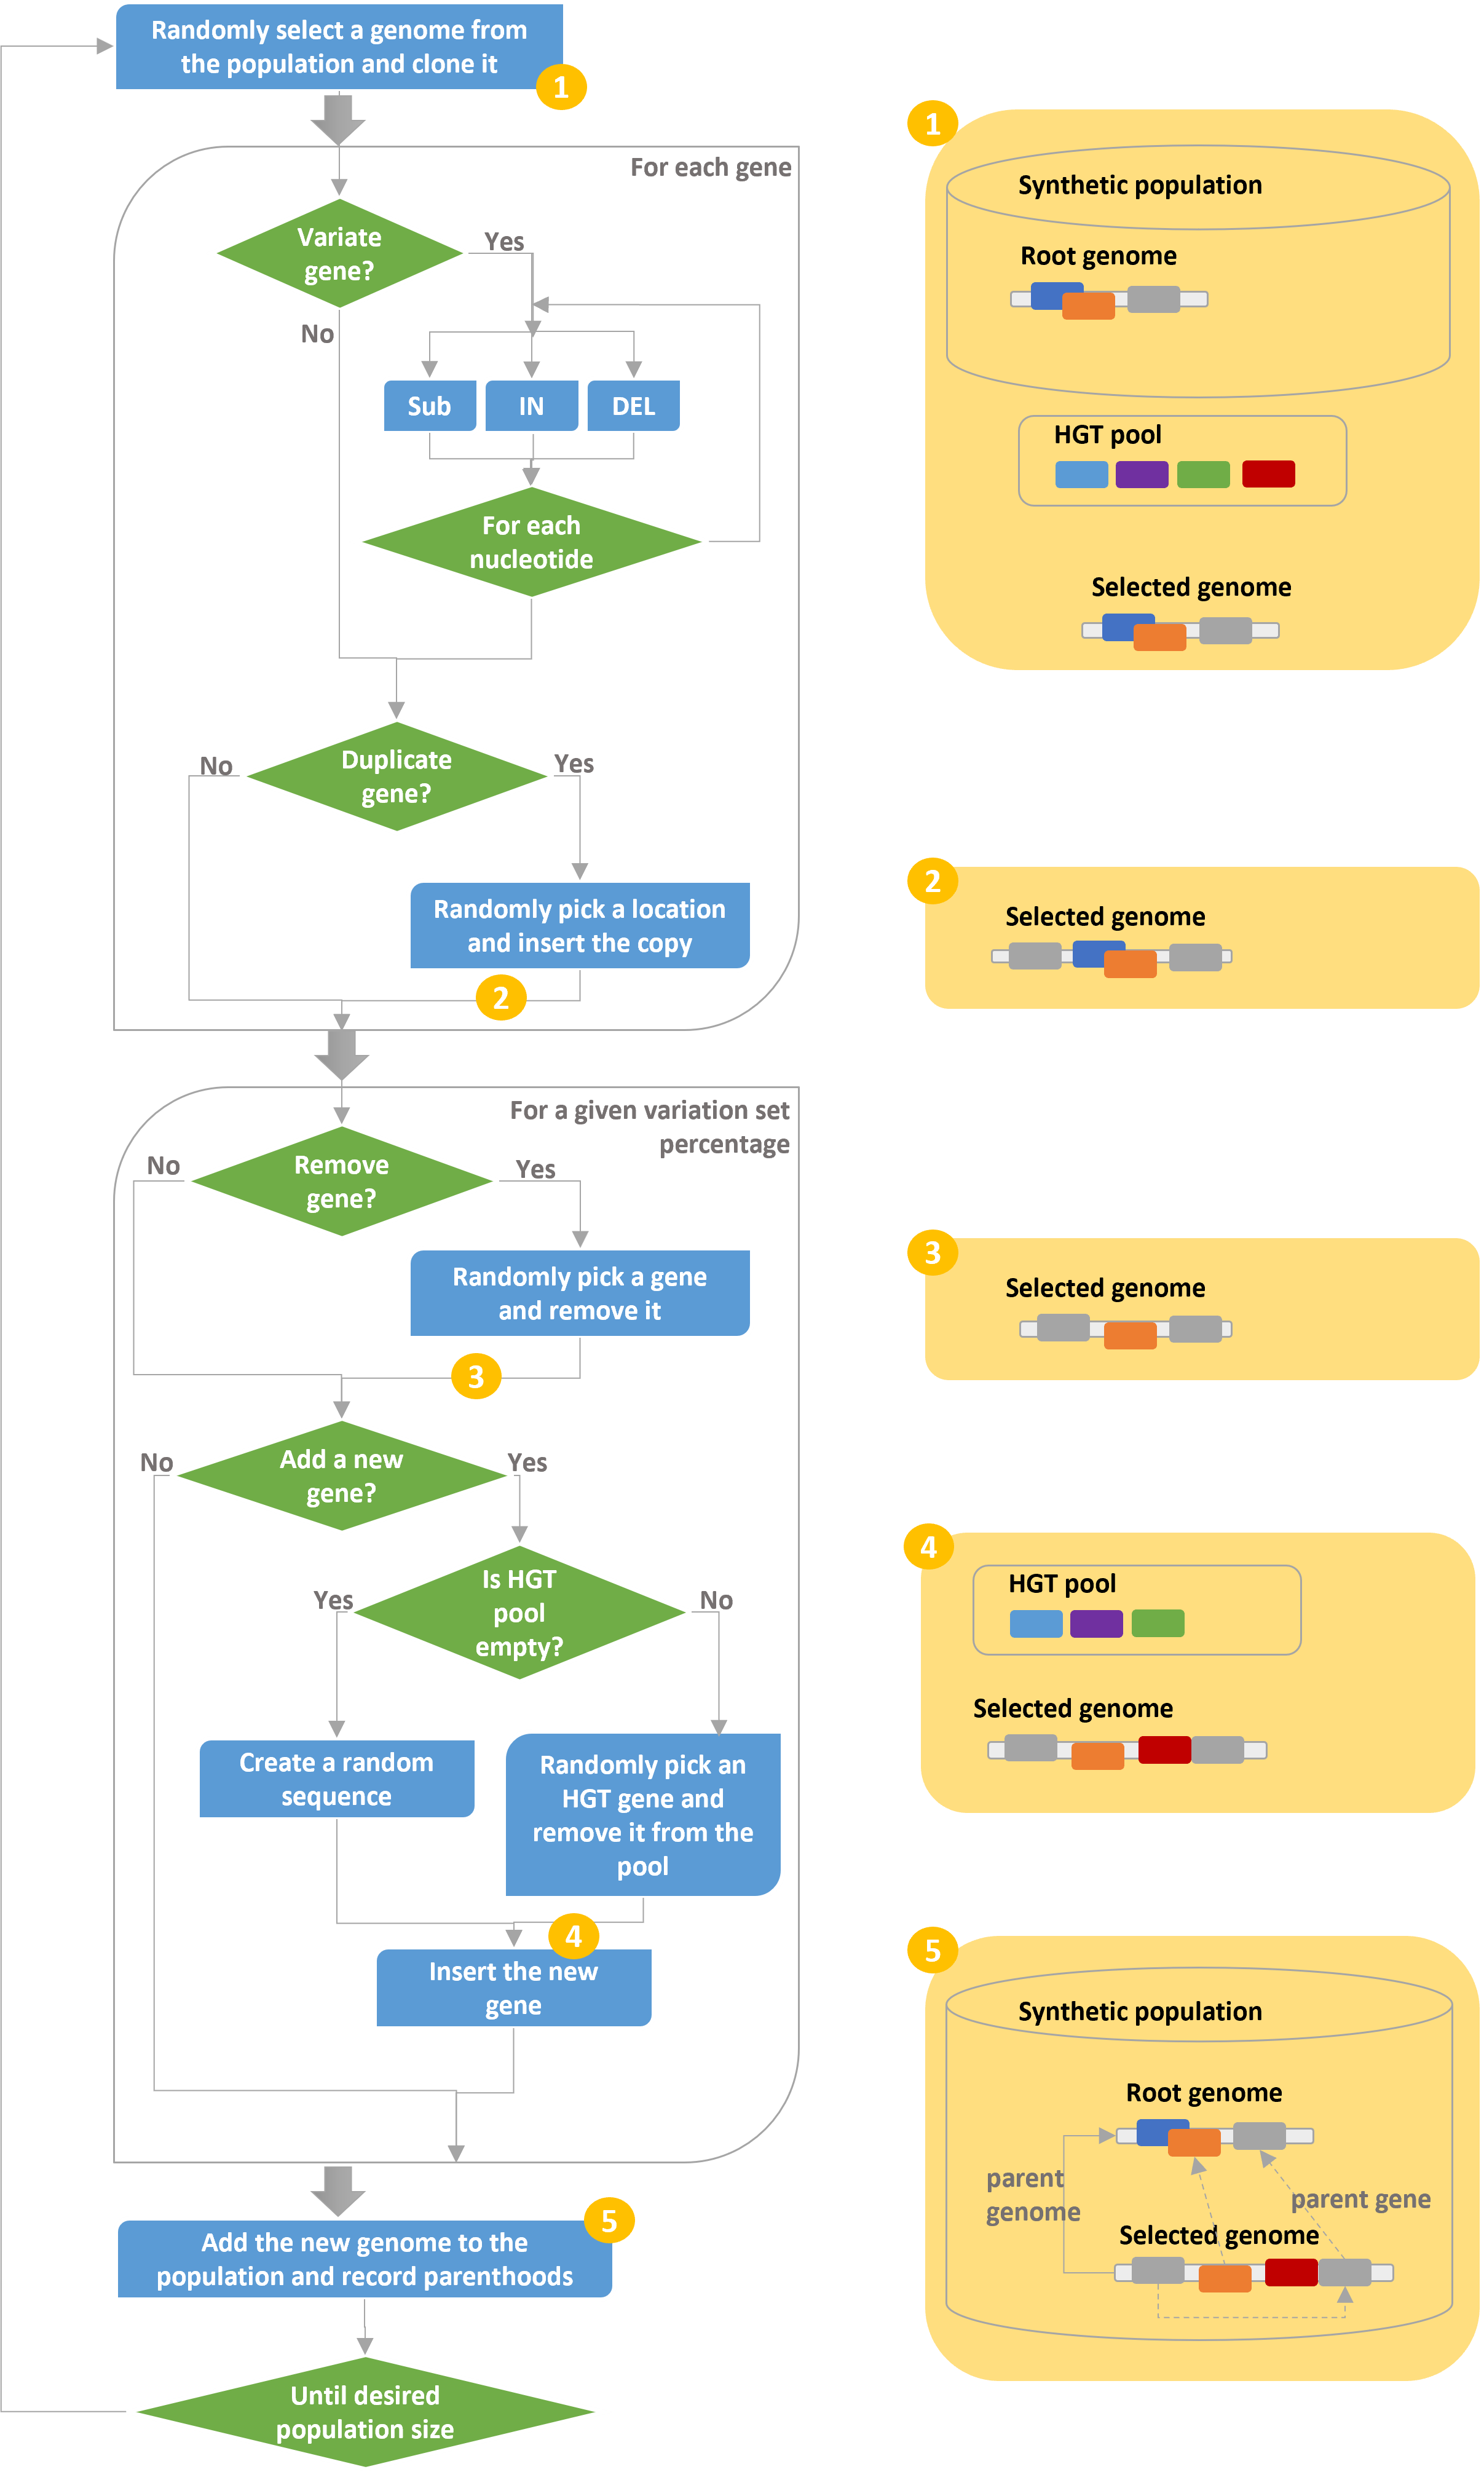 Randomly select a genome from
the population and clone it
1
For each gene
Variate
gene?
Yes
No
Sub
IN
DEL
For each
nucleotide
Duplicate
gene?
No
Yes
Randomly pick a location
and insert the copy
2
For a given variation set
percentage
Remove
gene?
No
Yes
Randomly pick a gene
and remove it
3
Add a new
gene?
No
Yes
Is HGT
pool
empty?
Yes
No
Create a random
sequence
Randomly pick an
HGT gene and
remove it from the
pool
4
Insert the new
gene
5
Add the new genome to the
population and record parenthoods
Until desired
population size
1
Synthetic population
Root genome
HGT pool
Selected genome
2
Selected genome
3
Selected genome
4
HGT pool
Selected genome
5
Synthetic population
Root genome
parent
genome
parent gene
Selected genome